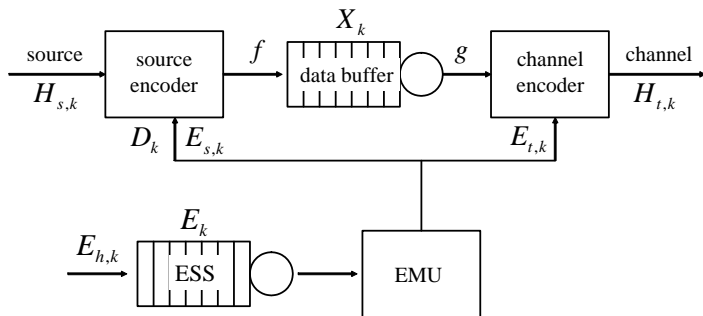 source
H_{s,k}
source
encoder
f
X_k
data buffer
g
channel
encoder
channel
H_{t,k}
D_k
E_{s,k}
E_{t,k}
E_k
E_{h,k}
ESS
EMU